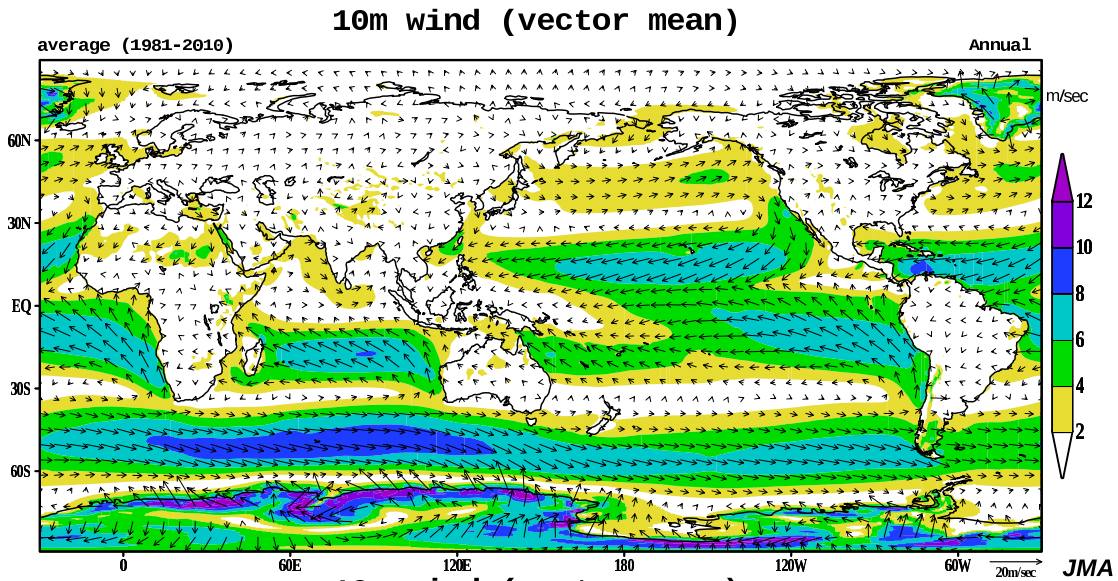 10m wind (vector mean)
average (1981-2010) Annual
m/sec
12
10
8
6
4
2
60N
30N
EQ
30S
60S
0 60E 120E 180 120W 60W
20m/sec
JMA